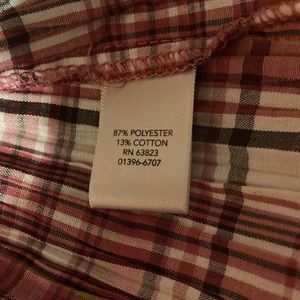 87% POLYESTER
13% COTTON
RN 63823
01396-6707